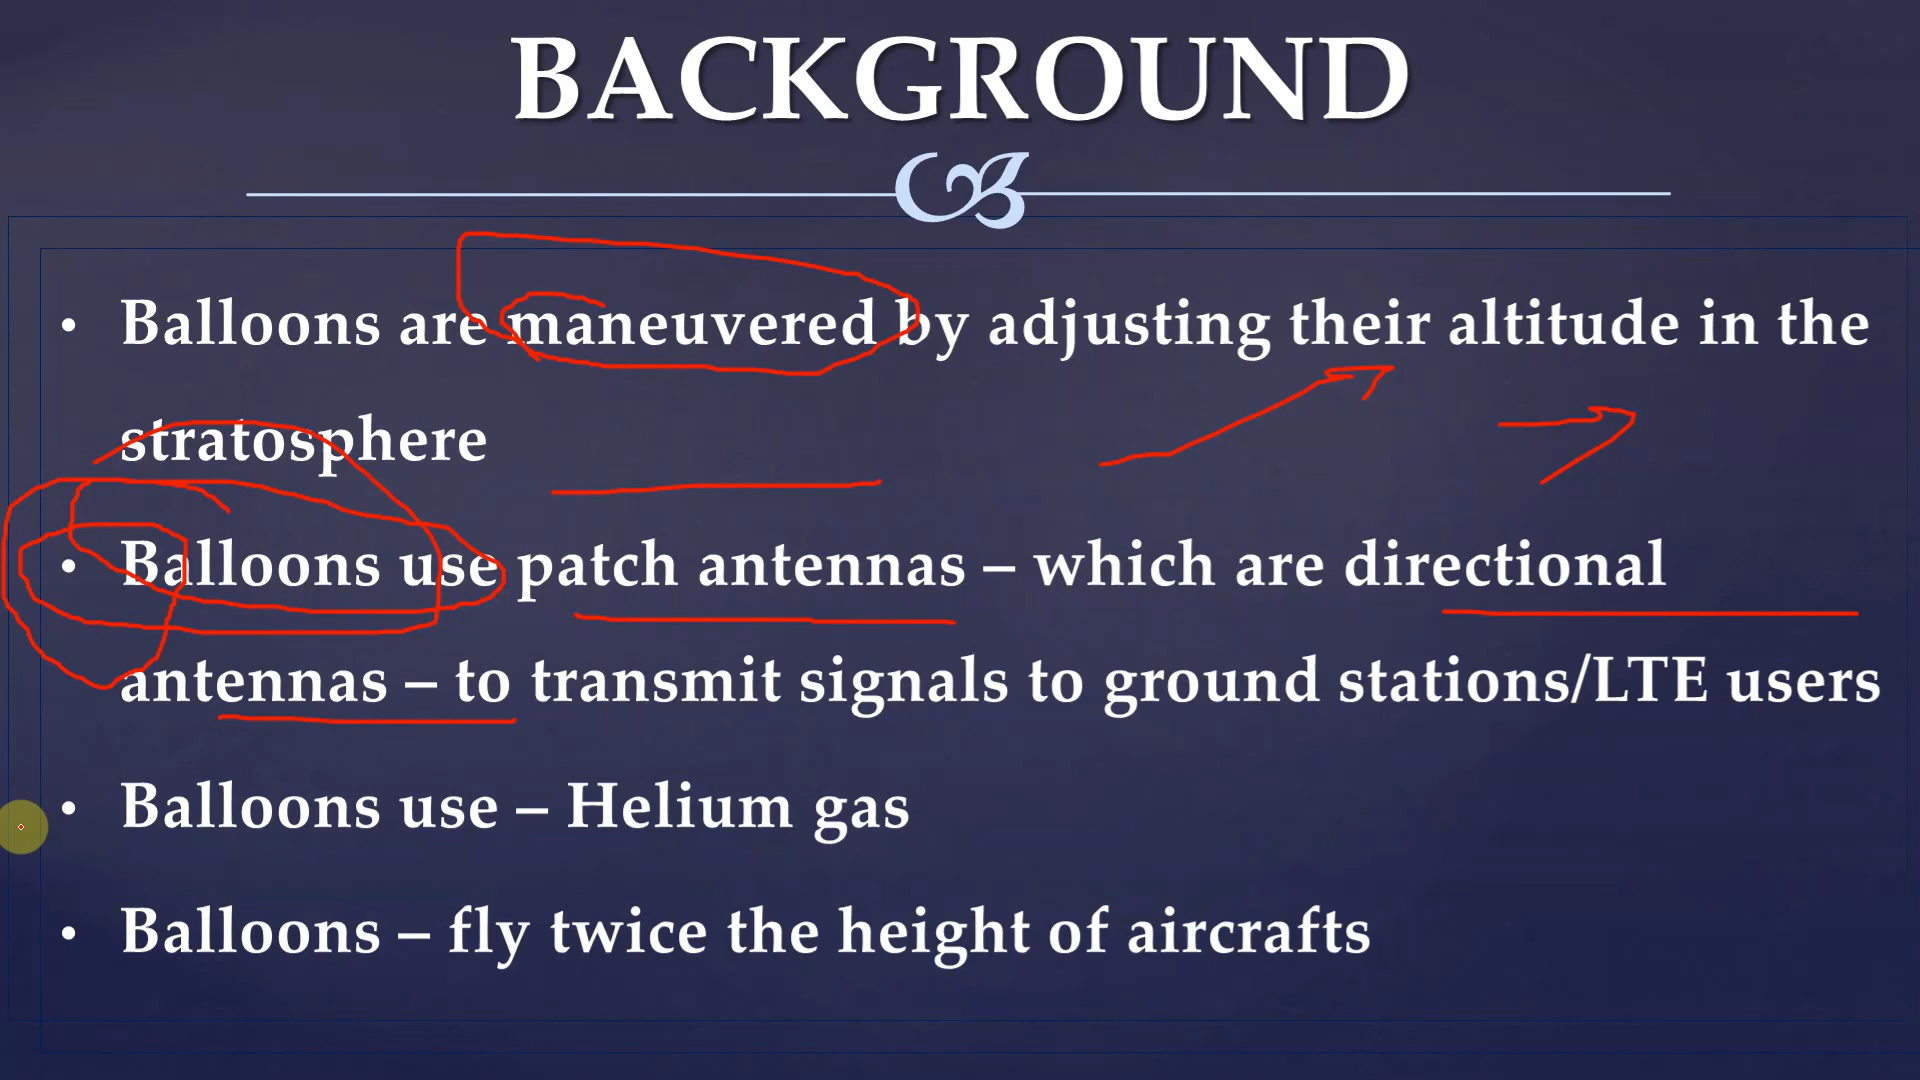 BACKGROUND
• Balloons are maneuvered by adjusting their altitude in the
stratosphere
• Balloons use patch antennas – which are directional
antennas – to transmit signals to ground stations/LTE users
• Balloons use – Helium gas
• Balloons – fly twice the height of aircrafts